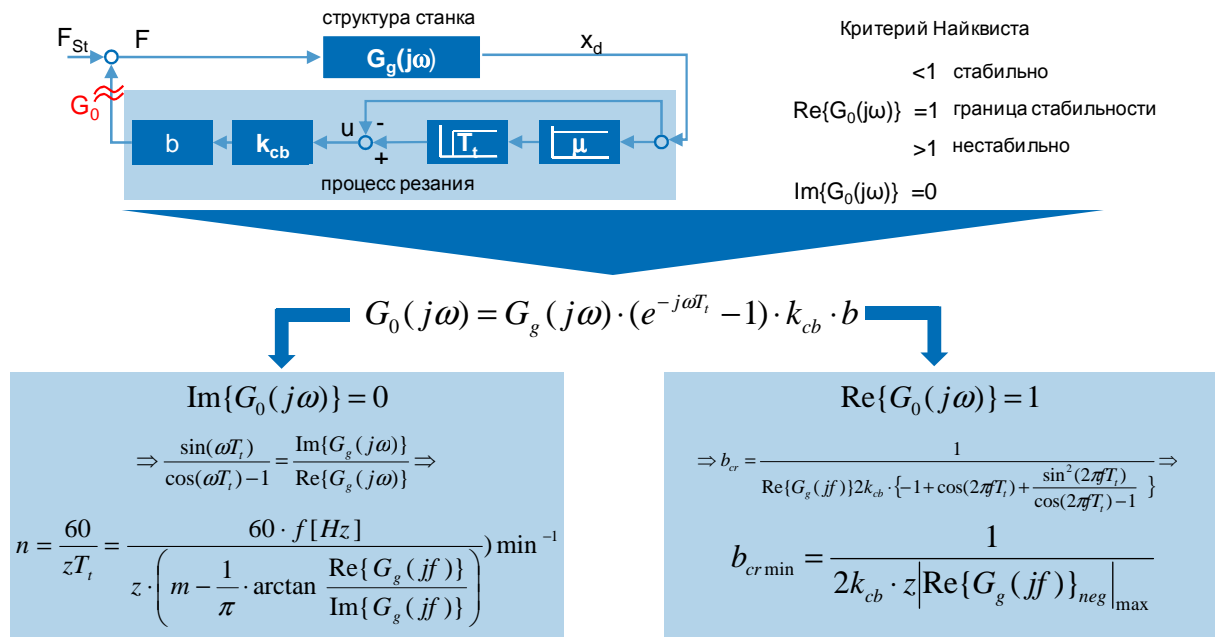 структура станка
F_St F G_g(jω) x_d
G_0
b k_cb u - + T_t μ
процесс резания
Критерий Найквиста
<1 стабильно
Re{G_0(jω)} =1 граница стабильности
>1 нестабильно
Im{G_0(jω)} =0
G_0(jω) = G_g(jω)·(e^{-jωT_t} −1)·k_cb·b
Im{G_0(jω)} = 0
⇒ sin(ωT_t) / (cos(ωT_t) −1) = Im{G_g(jω)} / Re{G_g(jω)} ⇒
n = 60 / (zT_t) = 60·f[Hz] / (z·(m − (1/π)·arctan (Re{G_g(jf)} / Im{G_g(jf)}))) ) min^{-1}
Re{G_0(jω)} = 1
⇒ b_cr = 1 / (Re{G_g(jf)}2k_cb·{−1+cos(2πfT_t)+ sin²(2πfT_t) / (cos(2πfT_t)−1) }) ⇒
b_{cr min} = 1 / (2k_cb·z|Re{G_g(jf)}_neg|_max)